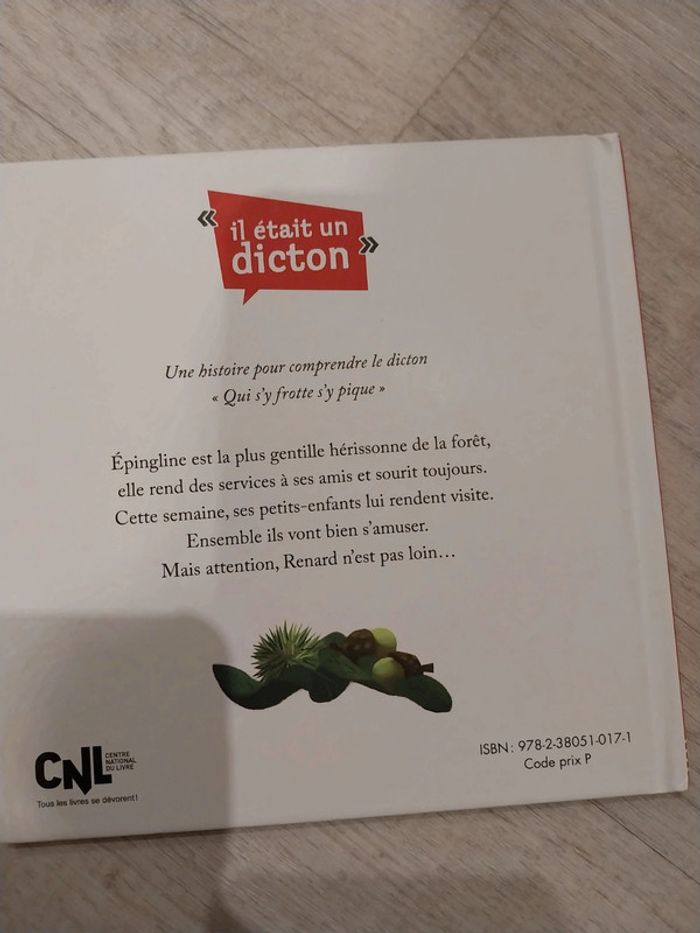 « il était un
dicton »
Une histoire pour comprendre le dicton
« Qui s'y frotte s'y pique »
Épingline est la plus gentille hérissonne de la forêt,
elle rend des services à ses amis et sourit toujours.
Cette semaine, ses petits-enfants lui rendent visite.
Ensemble ils vont bien s'amuser.
Mais attention, Renard n'est pas loin…
CNL
CENTRE
NATIONAL
DU LIVRE
Tous les livres se dévorent !
ISBN : 978-2-38051-017-1
Code prix P